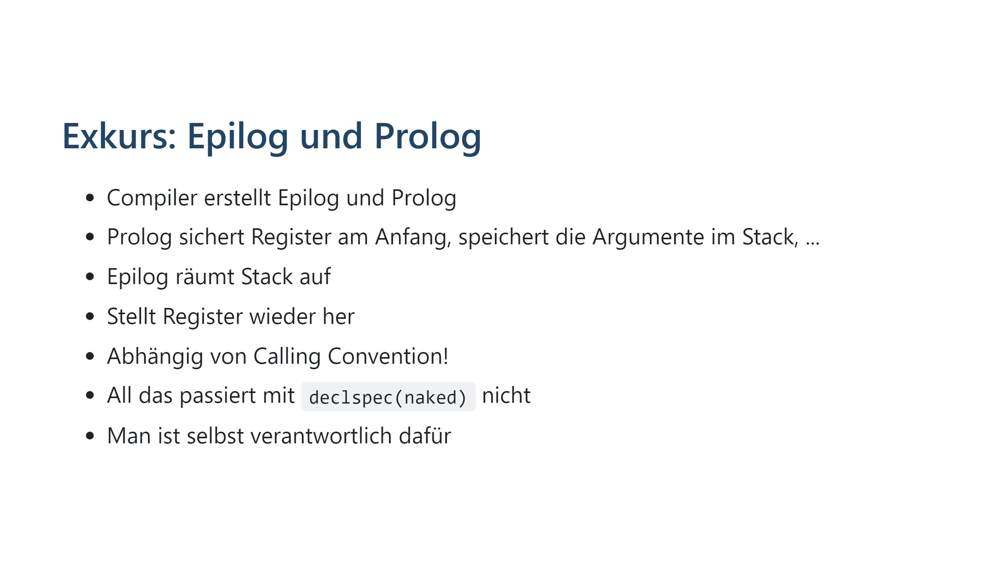 Exkurs: Epilog und Prolog
• Compiler erstellt Epilog und Prolog
• Prolog sichert Register am Anfang, speichert die Argumente im Stack, ...
• Epilog räumt Stack auf
• Stellt Register wieder her
• Abhängig von Calling Convention!
• All das passiert mit declspec(naked) nicht
• Man ist selbst verantwortlich dafür